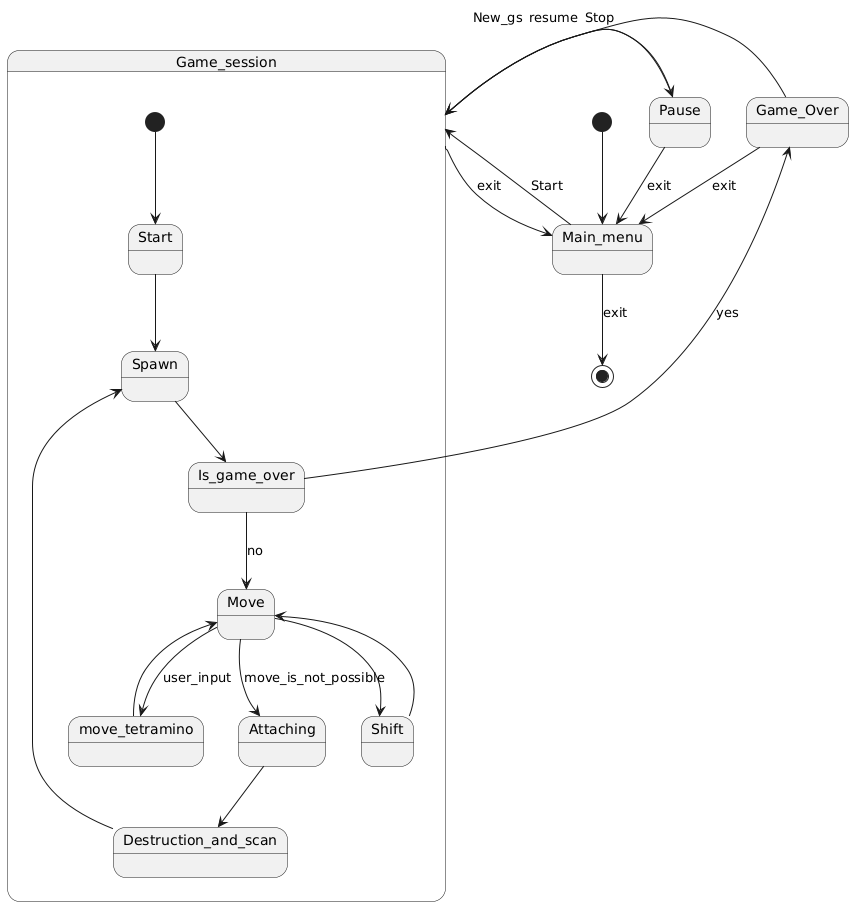 New_gs resume Stop
Game_session
Pause
Game_Over
exit
Start
exit
exit
Start
Main_menu
exit
yes
Spawn
Is_game_over
no
Move
user_input
move_is_not_possible
move_tetramino
Attaching
Shift
Destruction_and_scan